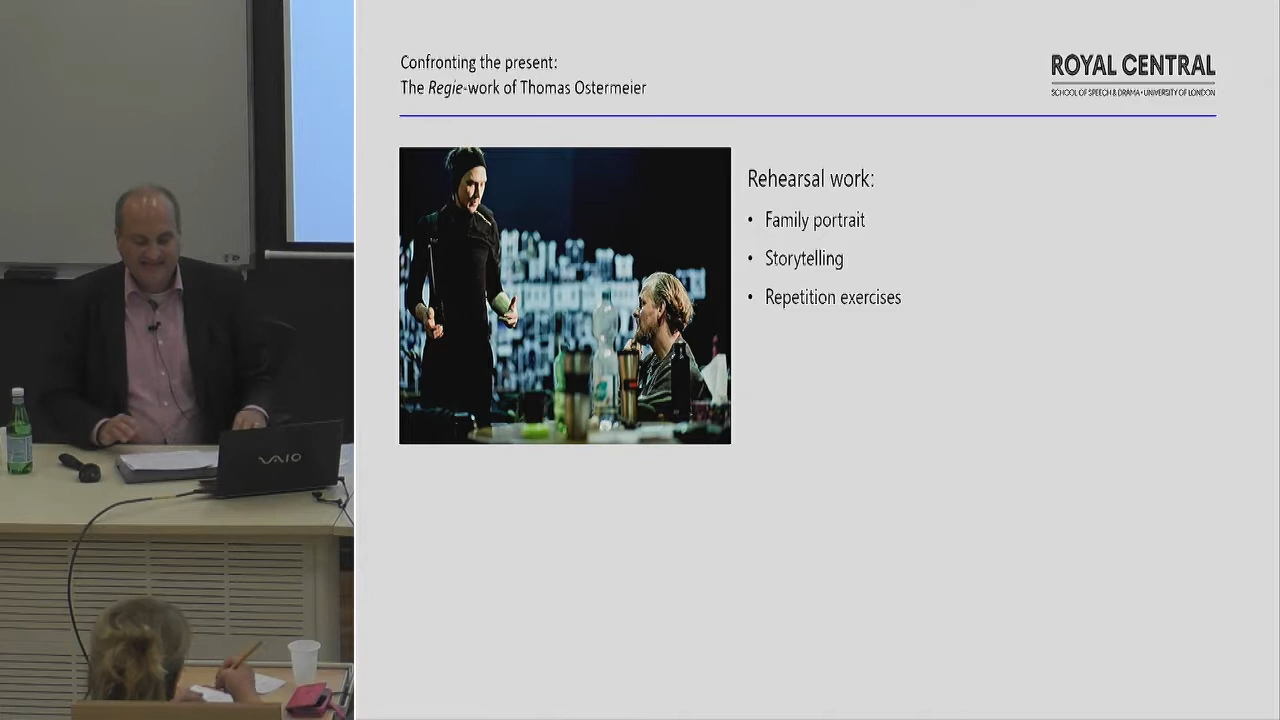 Confronting the present:
The Regie-work of Thomas Ostermeier
ROYAL CENTRAL
SCHOOL OF SPEECH & DRAMA • UNIVERSITY OF LONDON
Rehearsal work:
• Family portrait
• Storytelling
• Repetition exercises
VAIO